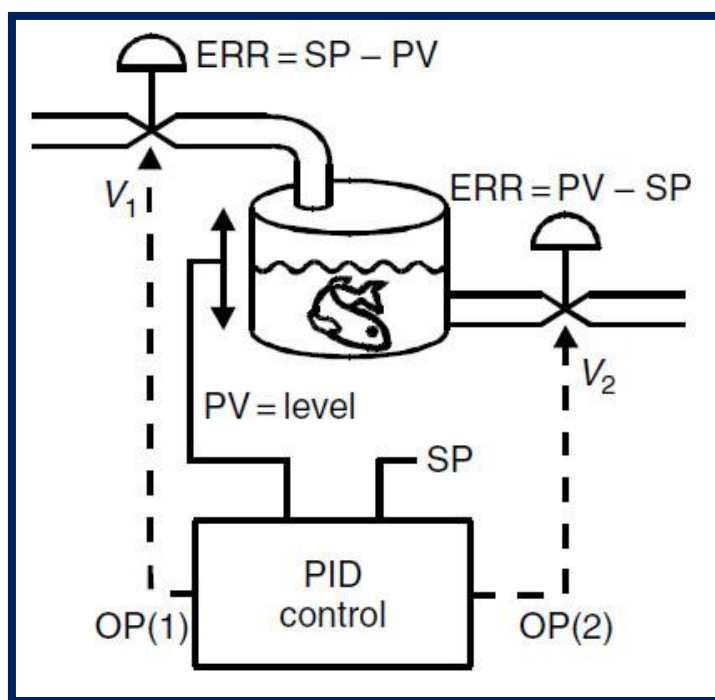 ERR = SP – PV
V1
ERR = PV – SP
V2
PV = level
SP
PID
control
OP(1)
OP(2)